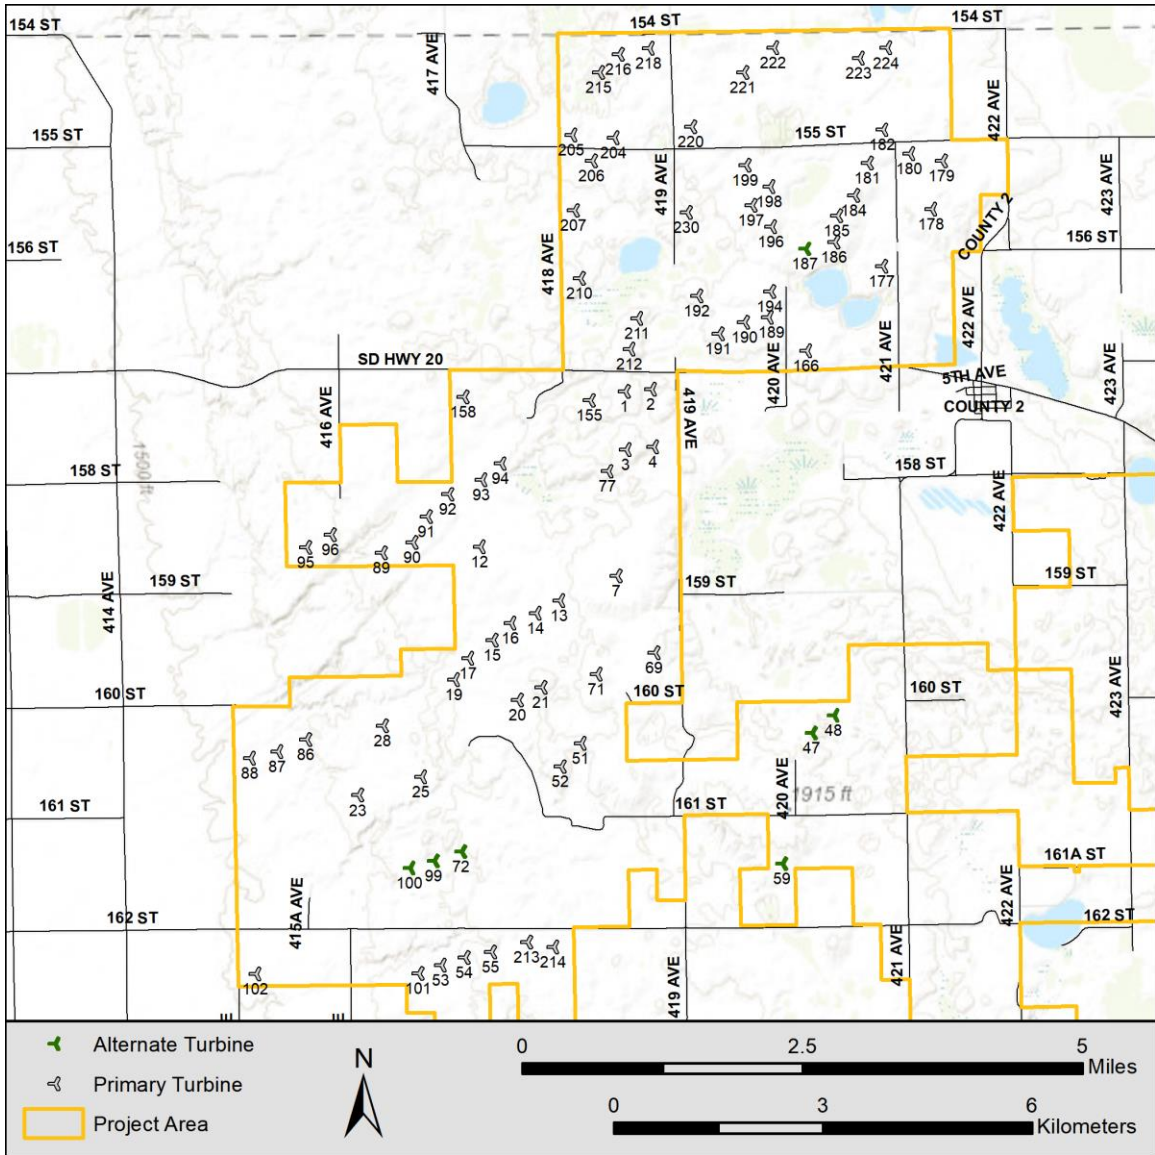 154 ST
154 ST
154 ST
417 AVE
218
216
215
222
221
223
224
422 AVE
155 ST
155 ST
205
204
206
220
182
199
181
180
179
419 AVE
198
197
184
207
230
185
178
196
186
187
423 AVE
COUNTY 2
156 ST
156 ST
418 AVE
210
177
192
194
211
189
190
191
212
166
420 AVE
421 AVE
422 AVE
423 AVE
SD HWY 20
5TH AVE
COUNTY 2
416 AVE
158
155
1
2
419 AVE
3
4
77
1500 ft
158 ST
158 ST
94
93
92
91
90
89
95
96
12
422 AVE
159 ST
159 ST
159 ST
414 AVE
7
13
14
16
15
17
19
69
71
21
20
160 ST
160 ST
160 ST
423 AVE
28
86
87
88
51
52
48
47
25
23
420 AVE
1915 ft
161 ST
161 ST
72
99
100
59
161A ST
415A AVE
422 AVE
162 ST
162 ST
213
214
55
54
53
101
102
419 AVE
421 AVE
Alternate Turbine
Primary Turbine
Project Area
N
0 2.5 5
Miles
0 3 6
Kilometers